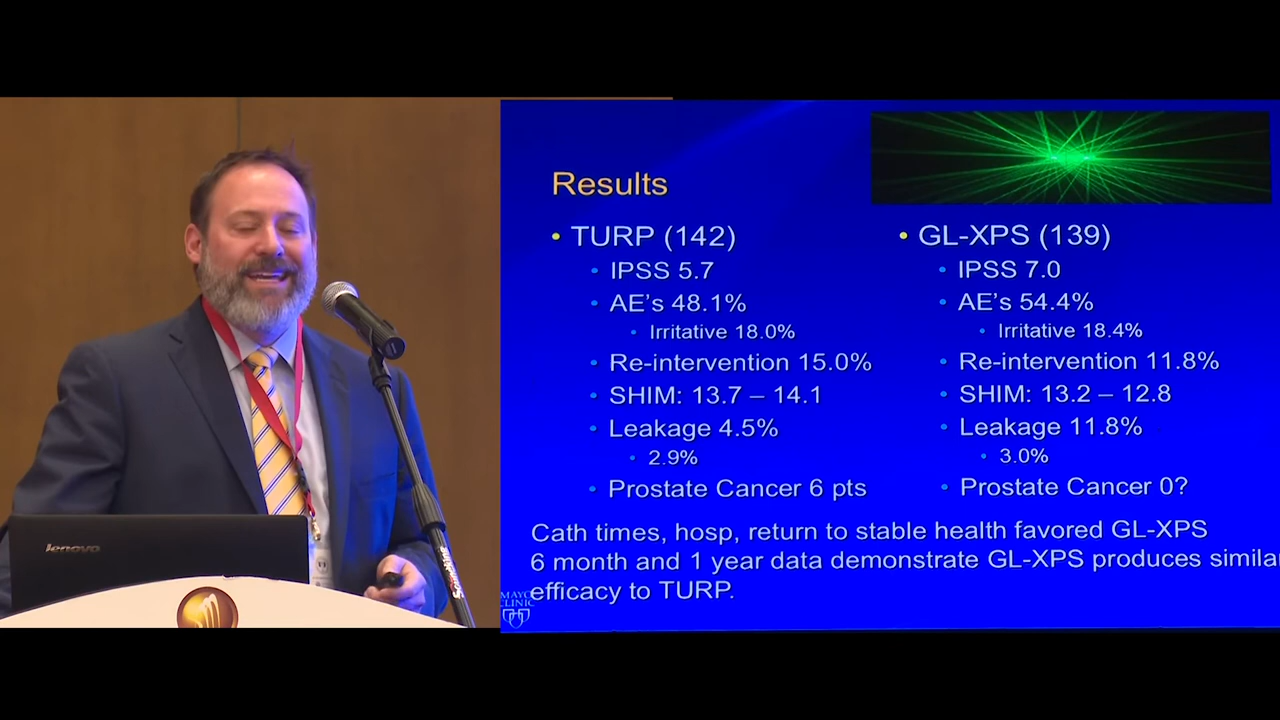 Results
• TURP (142)
• IPSS 5.7
• AE's 48.1%
• Irritative 18.0%
• Re-intervention 15.0%
• SHIM: 13.7 – 14.1
• Leakage 4.5%
• 2.9%
• Prostate Cancer 6 pts
• GL-XPS (139)
• IPSS 7.0
• AE's 54.4%
• Irritative 18.4%
• Re-intervention 11.8%
• SHIM: 13.2 – 12.8
• Leakage 11.8%
• 3.0%
• Prostate Cancer 0?
Cath times, hosp, return to stable health favored GL-XPS
6 month and 1 year data demonstrate GL-XPS produces simila
efficacy to TURP.
MAYO
CLINIC
lenovo